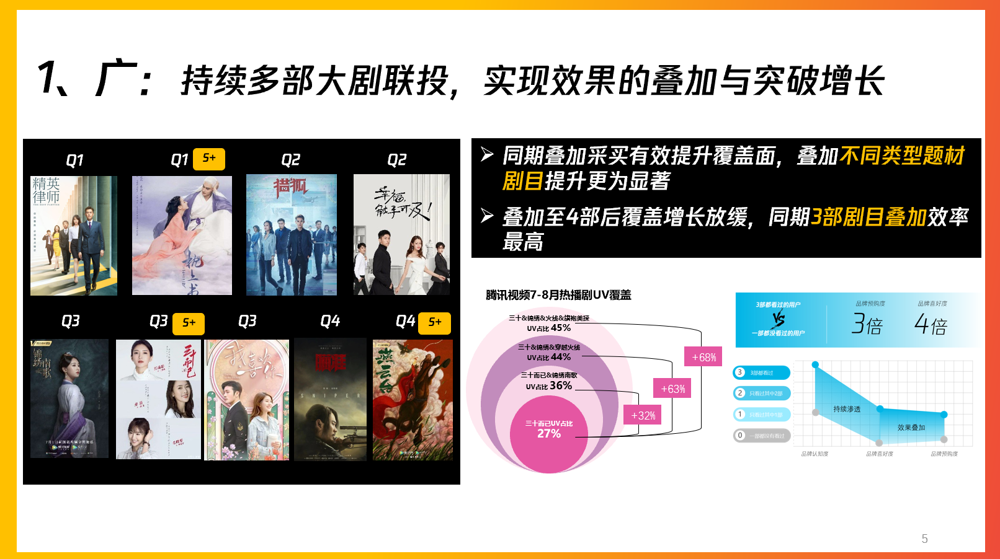 1、广：持续多部大剧联投，实现效果的叠加与突破增长
Q1
Q1
S+
Q2
Q2
精英
律师
枕上书
猎狐
幸福，
触手可及！
Q3
Q3
S+
Q3
Q4
Q4
S+
锦绣南歌
三十而已
我喜欢你
SNIPER
燕云台
➢ 同期叠加采买有效提升覆盖面，叠加不同类型题材
剧目提升更为显著
➢ 叠加至4部后覆盖增长放缓，同期3部剧目叠加效率
最高
腾讯视频7-8月热播剧UV覆盖
三十&锦绣&火线&旗袍美探
UV占比 45%
三十&锦绣&穿越火线
UV占比 44%
三十而已&锦绣南歌
UV占比 36%
三十而已UV占比
27%
+68%
+63%
+32%
3部都看过的用户
VS
一部都没看过的用户
品牌预购度
3倍
品牌喜好度
4倍
3 3部都看过
2 只看过其中2部
1 只看过其中1部
0 一部都没有看过
持续渗透
效果叠加
品牌认知度
品牌喜好度
品牌预购度
5